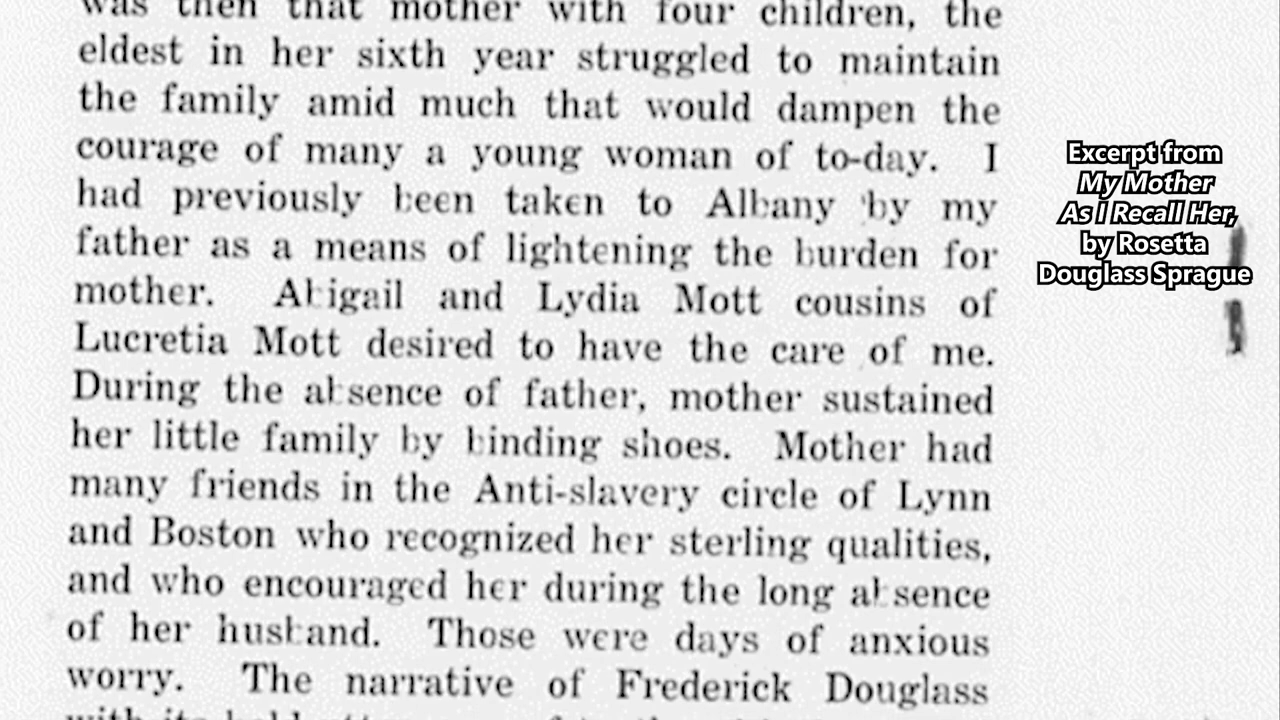 was then that mother with four children, the
eldest in her sixth year struggled to maintain
the family amid much that would dampen the
courage of many a young woman of to-day. I
had previously been taken to Albany by my
father as a means of lightening the burden for
mother. Abigail and Lydia Mott cousins of
Lucretia Mott desired to have the care of me.
During the absence of father, mother sustained
her little family by binding shoes. Mother had
many friends in the Anti-slavery circle of Lynn
and Boston who recognized her sterling qualities,
and who encouraged her during the long absence
of her husband. Those were days of anxious
worry. The narrative of Frederick Douglass
with its
Excerpt from
My Mother
As I Recall Her,
by Rosetta
Douglass Sprague